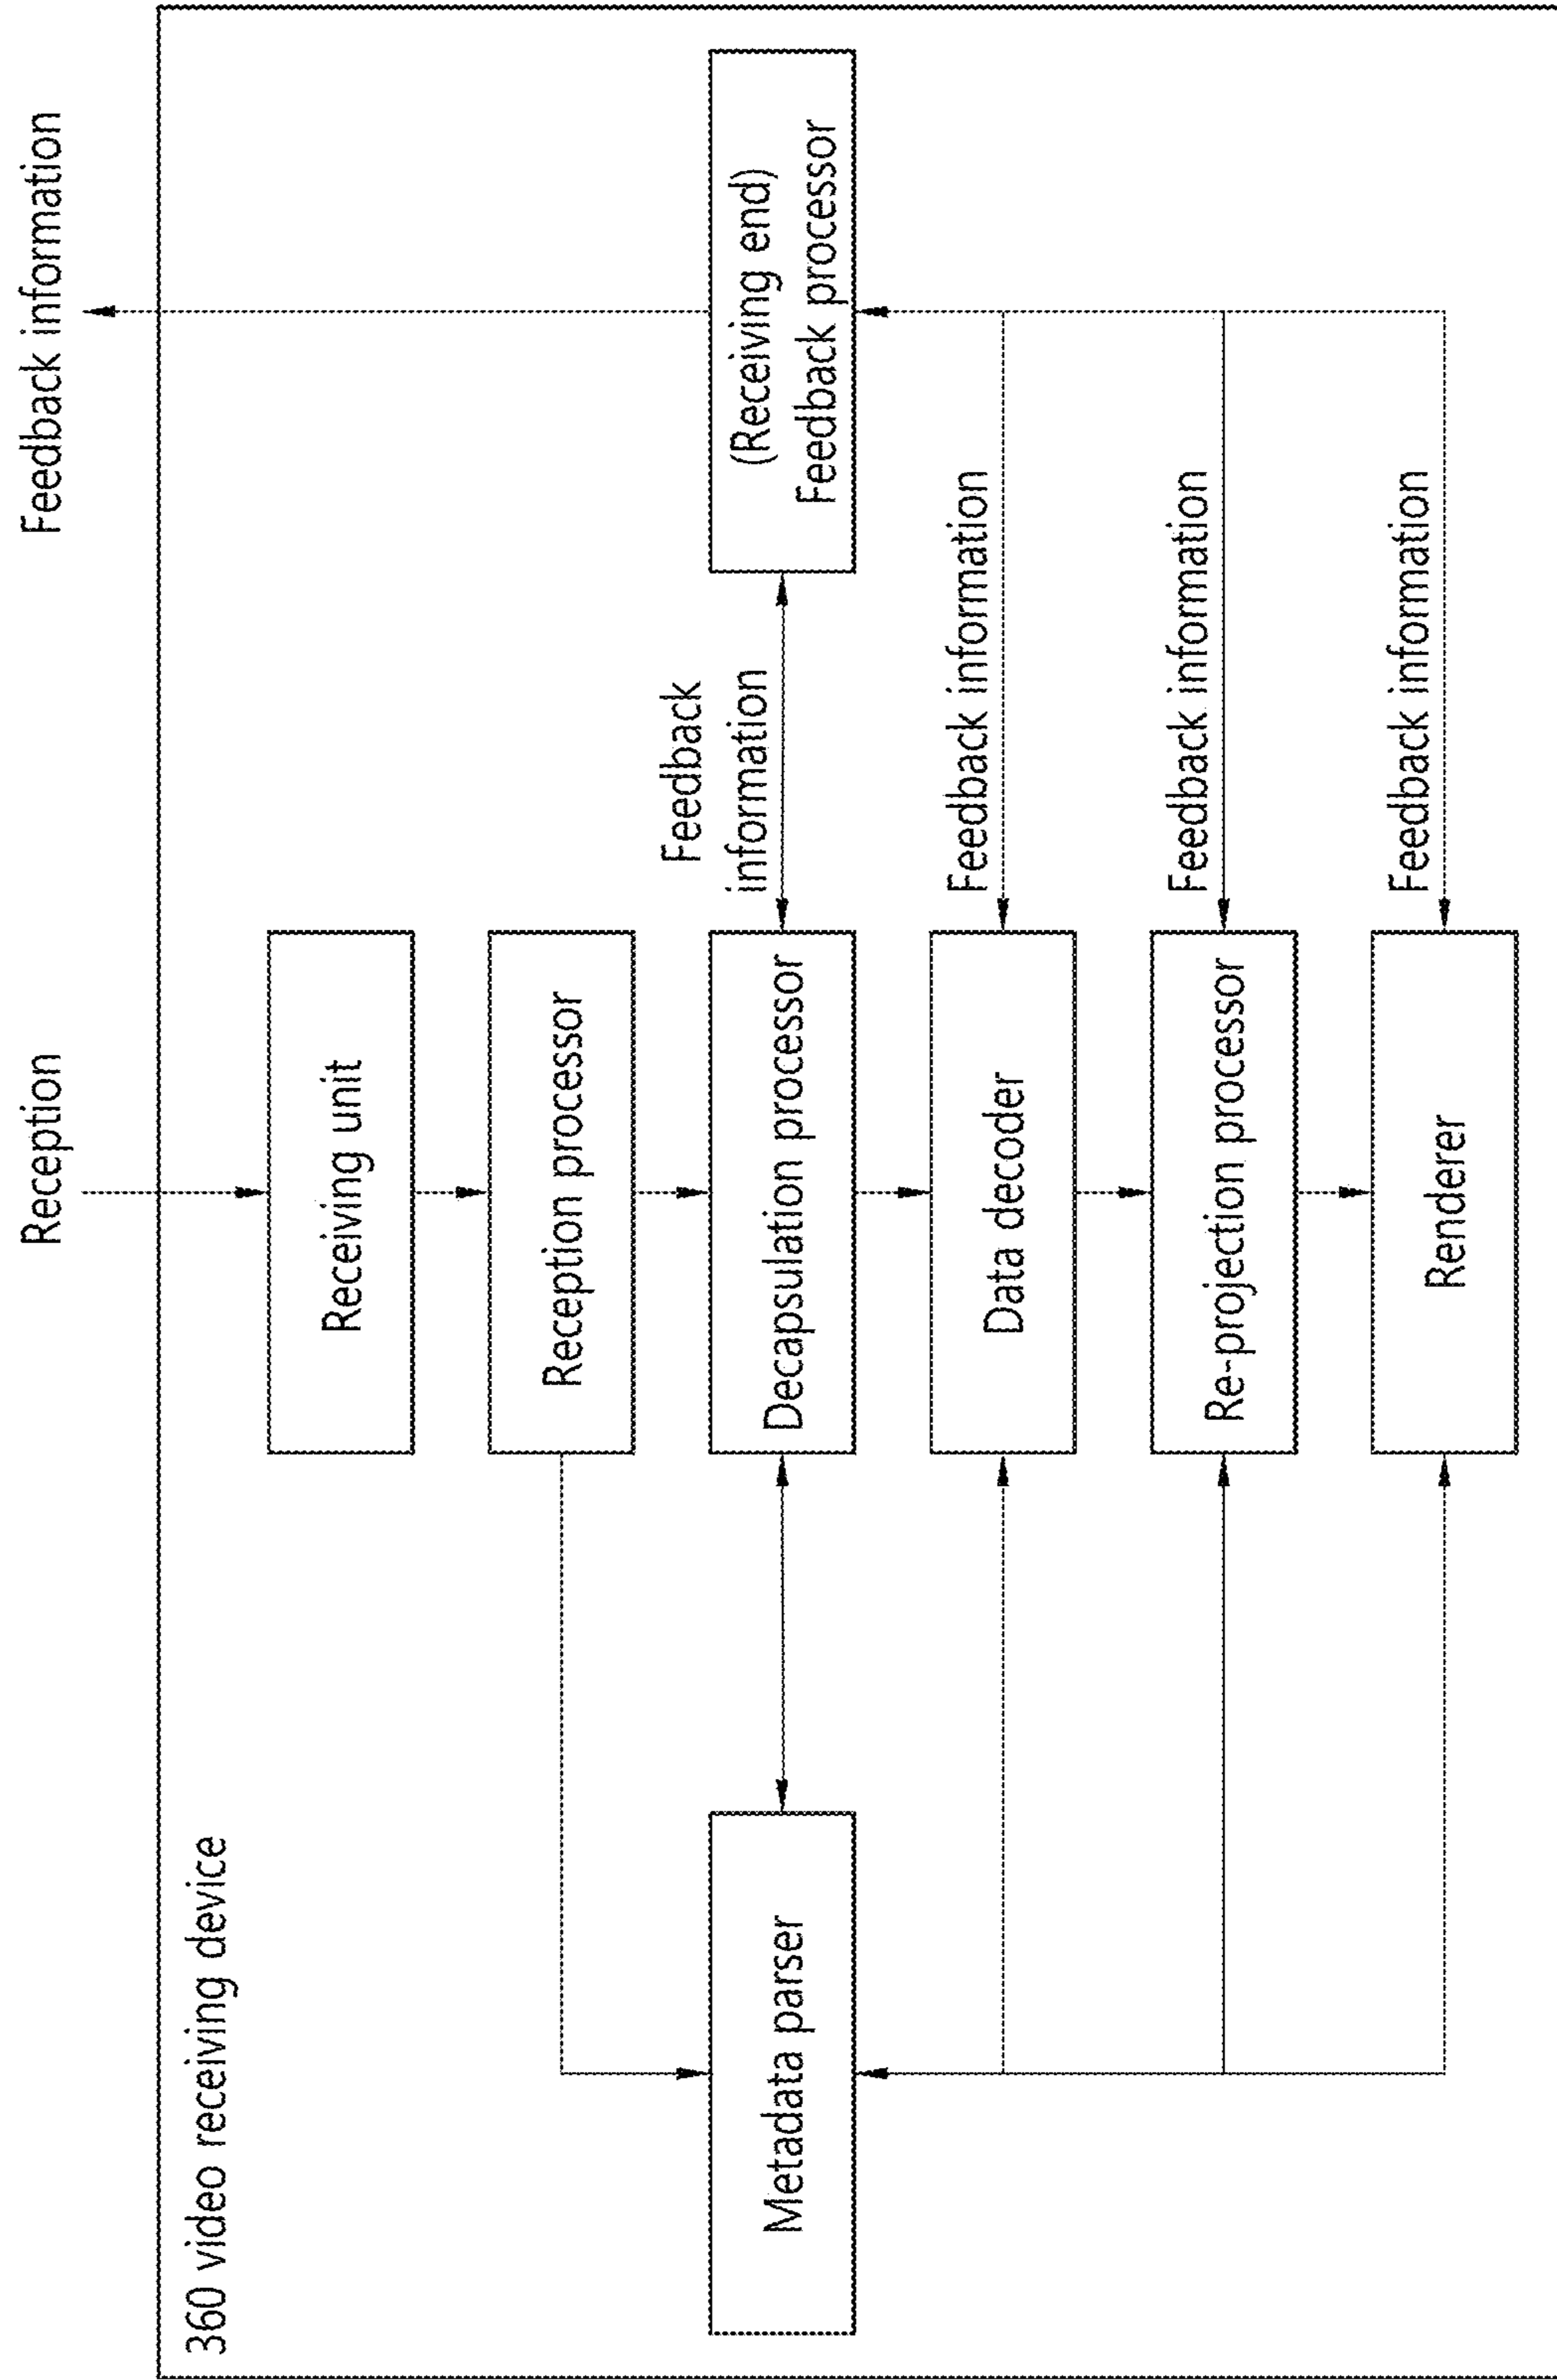 Reception
Feedback information
360 video receiving device
Receiving unit
Reception processor
Metadata parser
Decapsulation processor
Feedback
information
(Receiving end)
Feedback processor
Data decoder
Feedback information
Re-projection processor
Feedback information
Renderer
Feedback information